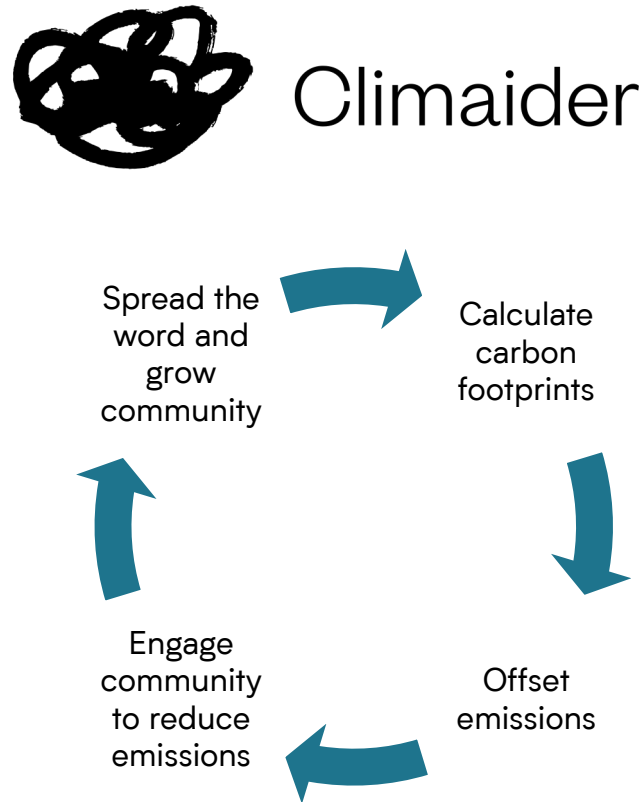 Climaider
Spread the
word and
grow
community
Calculate
carbon
footprints
Engage
community
to reduce
emissions
Offset
emissions